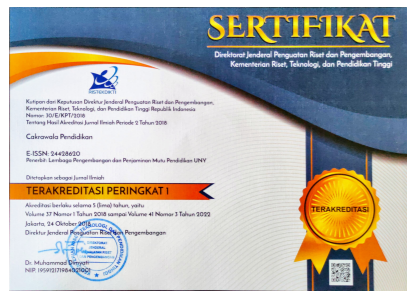 SERTIFIKAT
Direktorat Jenderal Penguatan Riset dan Pengembangan,
Kementerian Riset, Teknologi, dan Pendidikan Tinggi
RISTEKDIKTI
Kutipan dari Keputusan Direktur Jenderal Penguatan Riset dan Pengembangan,
Kementerian Riset, Teknologi, dan Pendidikan Tinggi Republik Indonesia
Nomor: 30/E/KPT/2018
Tentang Hasil Akreditasi Jurnal Ilmiah Periode 2 Tahun 2018
Cakrawala Pendidikan
E-ISSN: 24428620
Penerbit: Lembaga Pengembangan dan Penjaminan Mutu Pendidikan UNY
Ditetapkan sebagai Jurnal Ilmiah
TERAKREDITASI PERINGKAT 1
TERAKREDITASI
Akreditasi berlaku selama 5 (lima) tahun, yaitu
Volume 37 Nomor 1 Tahun 2018 sampai Volume 41 Nomor 3 Tahun 2022
Jakarta, 24 Oktober 2018
Direktur Jenderal Penguatan Riset dan Pengembangan
Dr. Muhammad Dimyati
NIP. 195912171984021001